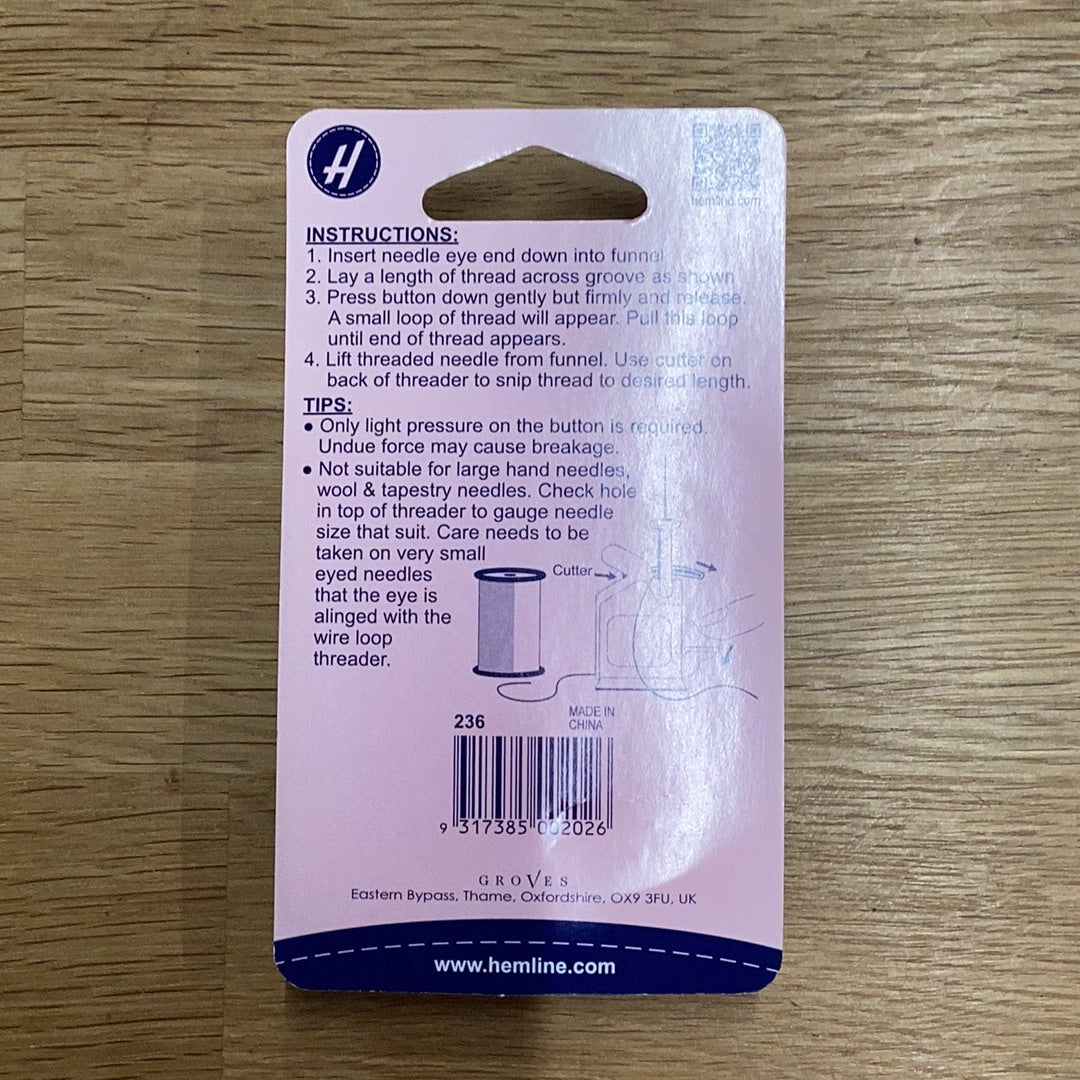 H
hemline.com
INSTRUCTIONS:
1. Insert needle eye end down into funnel
2. Lay a length of thread across groove as shown
3. Press button down gently but firmly and release.
A small loop of thread will appear. Pull this loop
until end of thread appears.
4. Lift threaded needle from funnel. Use cutter on
back of threader to snip thread to desired length.
TIPS:
• Only light pressure on the button is required.
Undue force may cause breakage.
• Not suitable for large hand needles,
wool & tapestry needles. Check hole
in top of threader to gauge needle
size that suit. Care needs to be
taken on very small
eyed needles
that the eye is
alinged with the
wire loop
threader.
Cutter
236
MADE IN
CHINA
9 317385 002026
GROVES
Eastern Bypass, Thame, Oxfordshire, OX9 3FU, UK
www.hemline.com